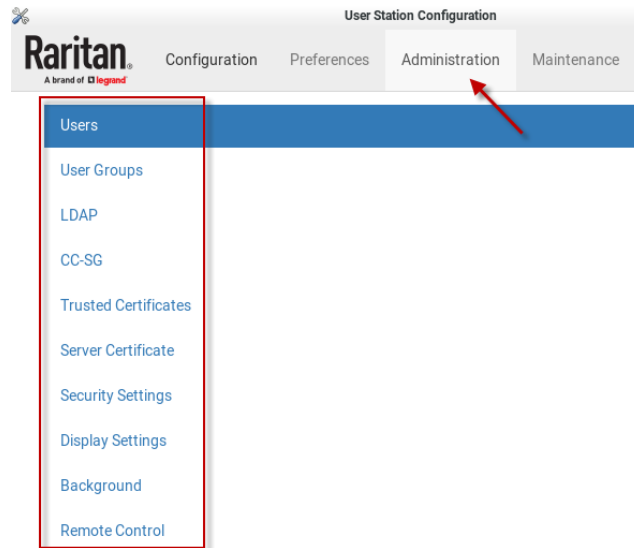 User Station Configuration
Raritan.
A brand of legrand
Configuration Preferences Administration Maintenance
Users
User Groups
LDAP
CC-SG
Trusted Certificates
Server Certificate
Security Settings
Display Settings
Background
Remote Control